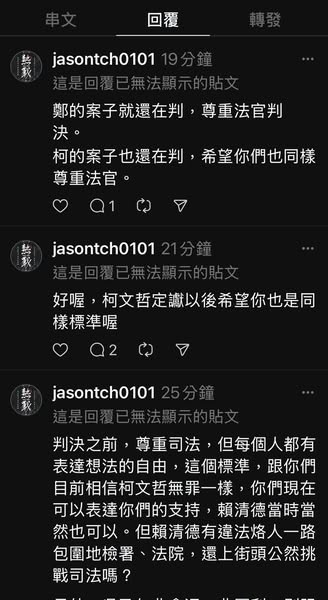 串文 回覆 轉發
jasontch0101 19分鐘
這是回覆已無法顯示的貼文
鄭的案子就還在判，尊重法官判
決。
柯的案子也還在判，希望你們也同樣
尊重法官。
1
jasontch0101 21分鐘
這是回覆已無法顯示的貼文
好喔，柯文哲定讞以後希望你也是同
樣標準喔
2
jasontch0101 25分鐘
這是回覆已無法顯示的貼文
判決之前，尊重司法，但每個人都有
表達想法的自由，這個標準，跟你們
目前相信柯文哲無罪一樣，你們現在
可以表達你們的支持，賴清德當時當
然也可以。但賴清德有違法烙人一路
包圍地檢署、法院，還上街頭公然挑
戰司法嗎？